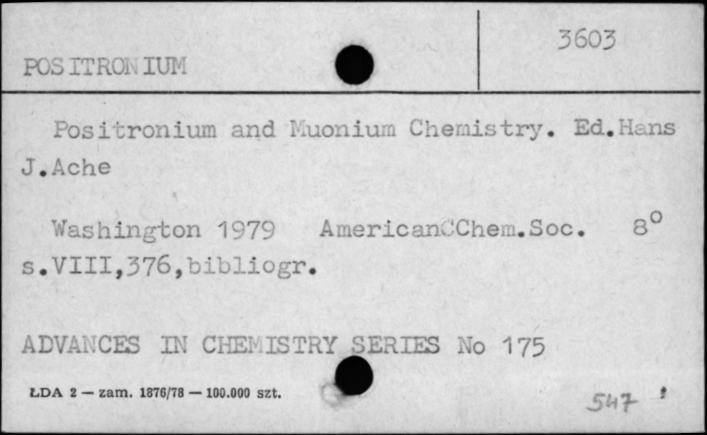 3603
POSITRONIUM
Positronium and Muonium Chemistry. Ed.Hans
J.Ache
Washington 1979 AmericanCChem.Soc. 8°
s.VIII,376,bibliogr.
ADVANCES IN CHEMISTRY SERIES No 175
ŁDA 2 — zam. 1876/78 — 100.000 szt.
547